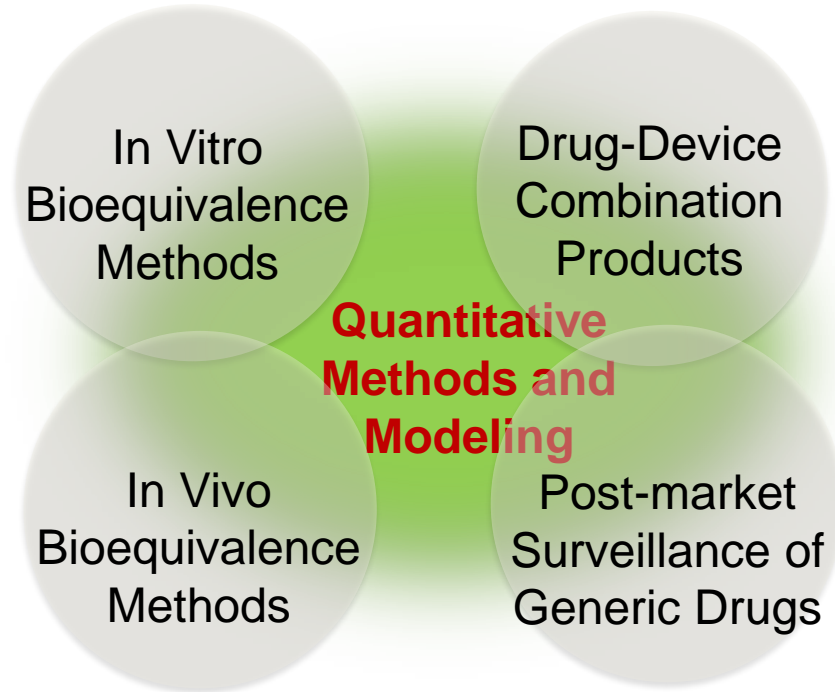 In Vitro
Bioequivalence
Methods
Drug-Device
Combination
Products
Quantitative
Methods and
Modeling
In Vivo
Bioequivalence
Methods
Post-market
Surveillance of
Generic Drugs